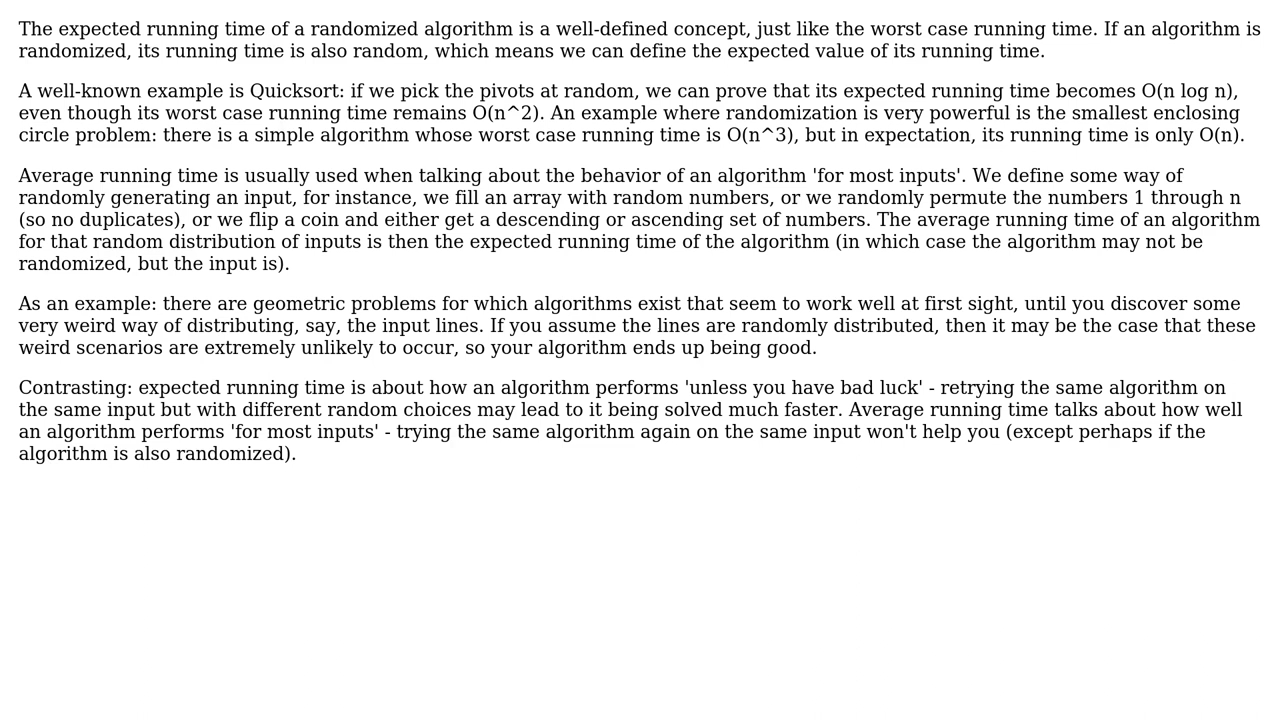 The expected running time of a randomized algorithm is a well-defined concept, just like the worst case running time. If an algorithm is
randomized, its running time is also random, which means we can define the expected value of its running time.
A well-known example is Quicksort: if we pick the pivots at random, we can prove that its expected running time becomes O(n log n),
even though its worst case running time remains O(n^2). An example where randomization is very powerful is the smallest enclosing
circle problem: there is a simple algorithm whose worst case running time is O(n^3), but in expectation, its running time is only O(n).
Average running time is usually used when talking about the behavior of an algorithm 'for most inputs'. We define some way of
randomly generating an input, for instance, we fill an array with random numbers, or we randomly permute the numbers 1 through n
(so no duplicates), or we flip a coin and either get a descending or ascending set of numbers. The average running time of an algorithm
for that random distribution of inputs is then the expected running time of the algorithm (in which case the algorithm may not be
randomized, but the input is).
As an example: there are geometric problems for which algorithms exist that seem to work well at first sight, until you discover some
very weird way of distributing, say, the input lines. If you assume the lines are randomly distributed, then it may be the case that these
weird scenarios are extremely unlikely to occur, so your algorithm ends up being good.
Contrasting: expected running time is about how an algorithm performs 'unless you have bad luck' - retrying the same algorithm on
the same input but with different random choices may lead to it being solved much faster. Average running time talks about how well
an algorithm performs 'for most inputs' - trying the same algorithm again on the same input won't help you (except perhaps if the
algorithm is also randomized).